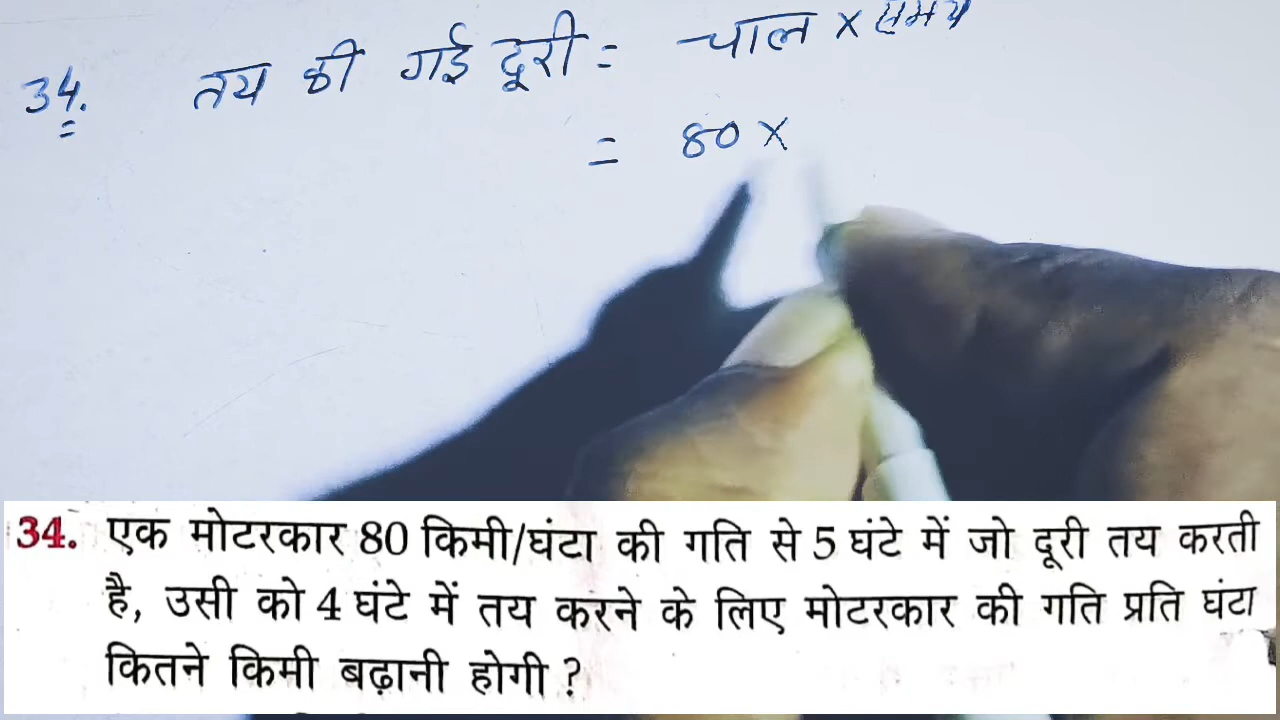 34. तय की गई दूरी = चाल × समय
= 80 ×
34. एक मोटरकार 80 किमी/घंटा की गति से 5 घंटे में जो दूरी तय करती
है, उसी को 4 घंटे में तय करने के लिए मोटरकार की गति प्रति घंटा
कितने किमी बढ़ानी होगी ?